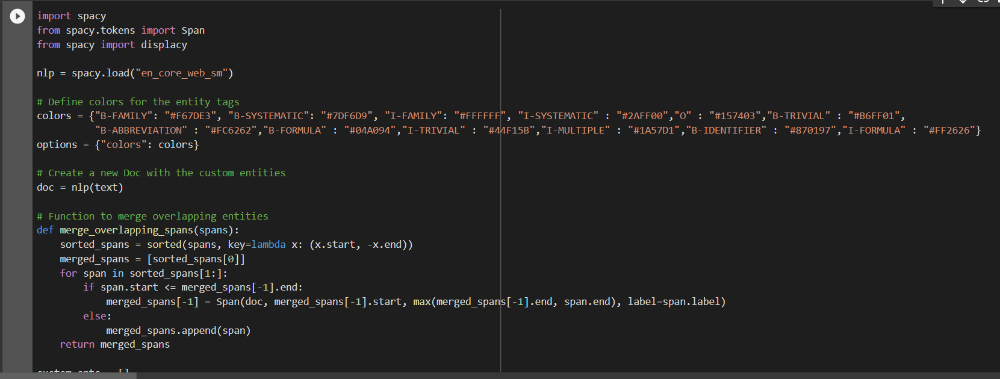 import spacy
from spacy.tokens import Span
from spacy import displacy

nlp = spacy.load("en_core_web_sm")

# Define colors for the entity tags
colors = {"B-FAMILY": "#F67DE3", "B-SYSTEMATIC": "#7DF6D9", "I-FAMILY": "#FFFFFF", "I-SYSTEMATIC" : "#2AFF00","O" : "#157403","B-TRIVIAL" : "#B6FF01",
          "B-ABBREVIATION" : "#FC6262","B-FORMULA" : "#04A094","I-TRIVIAL" : "#44F15B","I-MULTIPLE" : "#1A57D1","B-IDENTIFIER" : "#870197","I-FORMULA" : "#FF2626"}
options = {"colors": colors}

# Create a new Doc with the custom entities
doc = nlp(text)

# Function to merge overlapping entities
def merge_overlapping_spans(spans):
    sorted_spans = sorted(spans, key=lambda x: (x.start, -x.end))
    merged_spans = [sorted_spans[0]]
    for span in sorted_spans[1:]:
        if span.start <= merged_spans[-1].end:
            merged_spans[-1] = Span(doc, merged_spans[-1].start, max(merged_spans[-1].end, span.end), label=span.label)
        else:
            merged_spans.append(span)
    return merged_spans